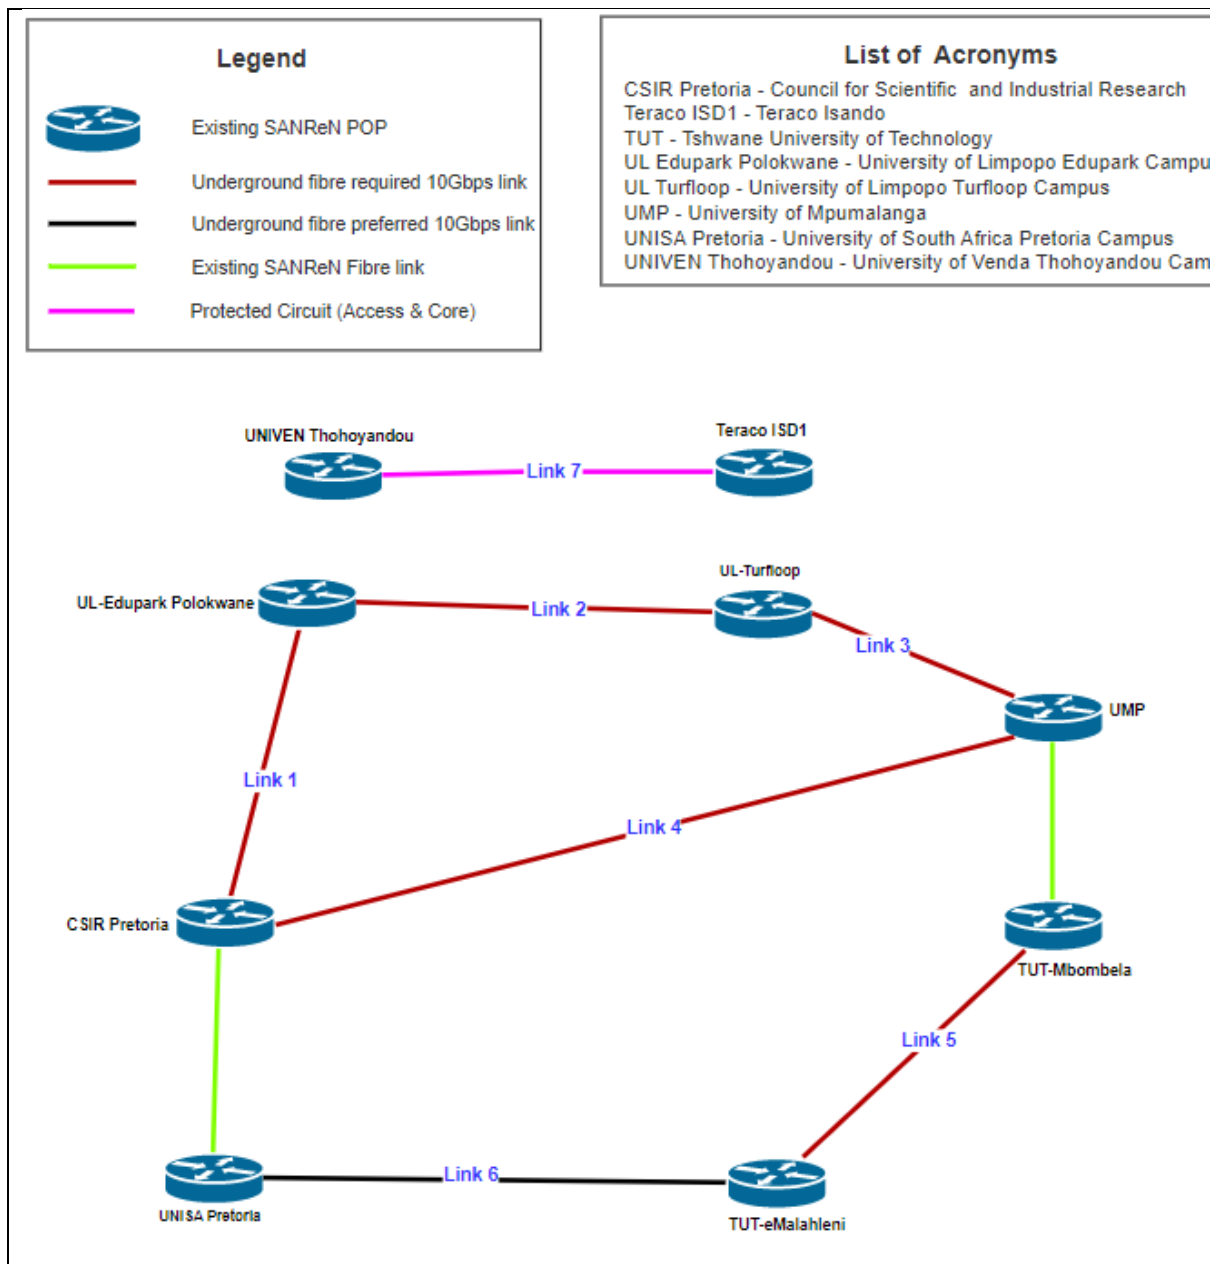 Legend
Existing SANReN POP
Underground fibre required 10Gbps link
Underground fibre preferred 10Gbps link
Existing SANReN Fibre link
Protected Circuit (Access & Core)
List of Acronyms
CSIR Pretoria - Council for Scientific and Industrial Research
Teraco ISD1 - Teraco Isando
TUT - Tshwane University of Technology
UL Edupark Polokwane - University of Limpopo Edupark Campu
UL Turfloop - University of Limpopo Turfloop Campus
UMP - University of Mpumalanga
UNISA Pretoria - University of South Africa Pretoria Campus
UNIVEN Thohoyandou - University of Venda Thohoyandou Cam
UNIVEN Thohoyandou
Teraco ISD1
Link 7
UL-Edupark Polokwane
UL-Turfloop
Link 2
Link 3
UMP
Link 1
Link 4
CSIR Pretoria
TUT-Mbombela
Link 5
Link 6
UNISA Pretoria
TUT-eMalahleni